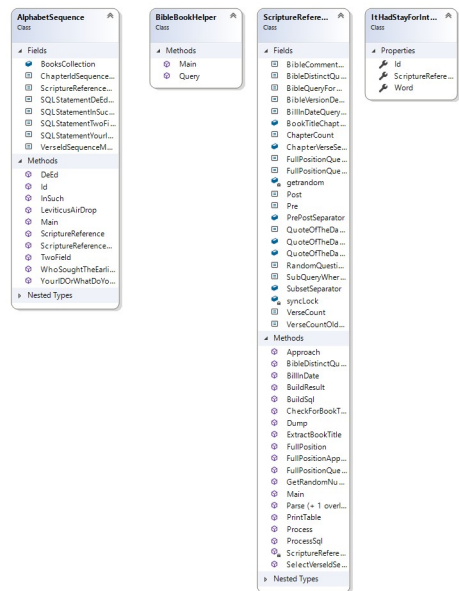 AlphabetSequence
Class
Fields
BooksCollection
ChapterIdSequence...
ScriptureReference...
SQLStatementDeEd...
SQLStatementInSuc...
SQLStatementTwoFi...
SQLStatementYourI...
VerseIdSequenceM...
Methods
DeEd
Id
InSuch
LeviticusAirDrop
Main
ScriptureReference
ScriptureReference...
TwoField
WhoSoughtTheEarli...
YourIDOrWhatDoYo...
Nested Types
BibleBookHelper
Class
Methods
Main
Query
ScriptureRefere...
Class
Fields
BibleComment...
BibleDistinctQu...
BibleQueryFor...
BibleVersionDe...
BillInDateQuery...
BookTitleChapt...
ChapterCount
ChapterVerseSe...
FullPositionQue...
FullPositionQue...
getrandom
Post
Pre
PrePostSeparator
QuoteOfTheDa...
QuoteOfTheDa...
QuoteOfTheDa...
RandomQuesti...
SubQueryWher...
SubsetSeparator
syncLock
VerseCount
VerseCountOld...
Methods
Approach
BibleDistinctQu...
BillInDate
BuildResult
BuildSql
CheckForBookT...
Dump
ExtractBookTitle
FullPosition
FullPositionApp...
FullPositionQue...
GetRandomNu...
Main
Parse (+ 1 overl...
PrintTable
Process
ProcessSql
ScriptureRefere...
SelectVerseIdSe...
Nested Types
ItHadStayForInt...
Class
Properties
Id
ScriptureRefere...
Word